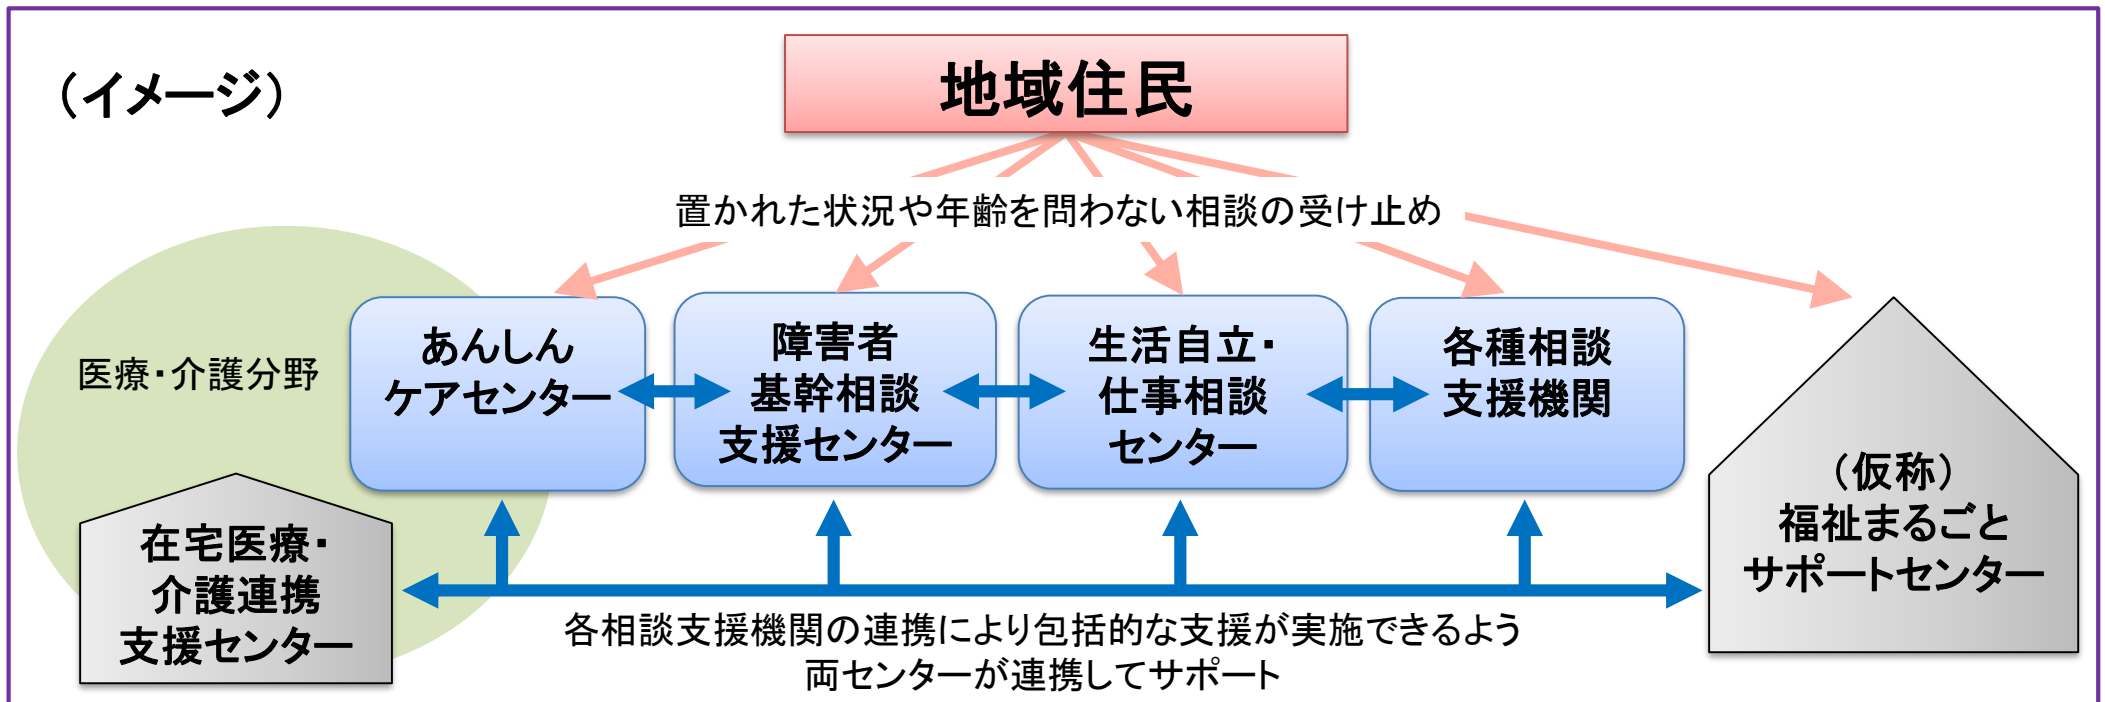 （イメージ）
地域住民
置かれた状況や年齢を問わない相談の受け止め
医療・介護分野
あんしん
ケアセンター
障害者
基幹相談
支援センター
生活自立・
仕事相談
センター
各種相談
支援機関
（仮称）
福祉まるごと
サポートセンター
在宅医療・
介護連携
支援センター
各相談支援機関の連携により包括的な支援が実施できるよう
両センターが連携してサポート